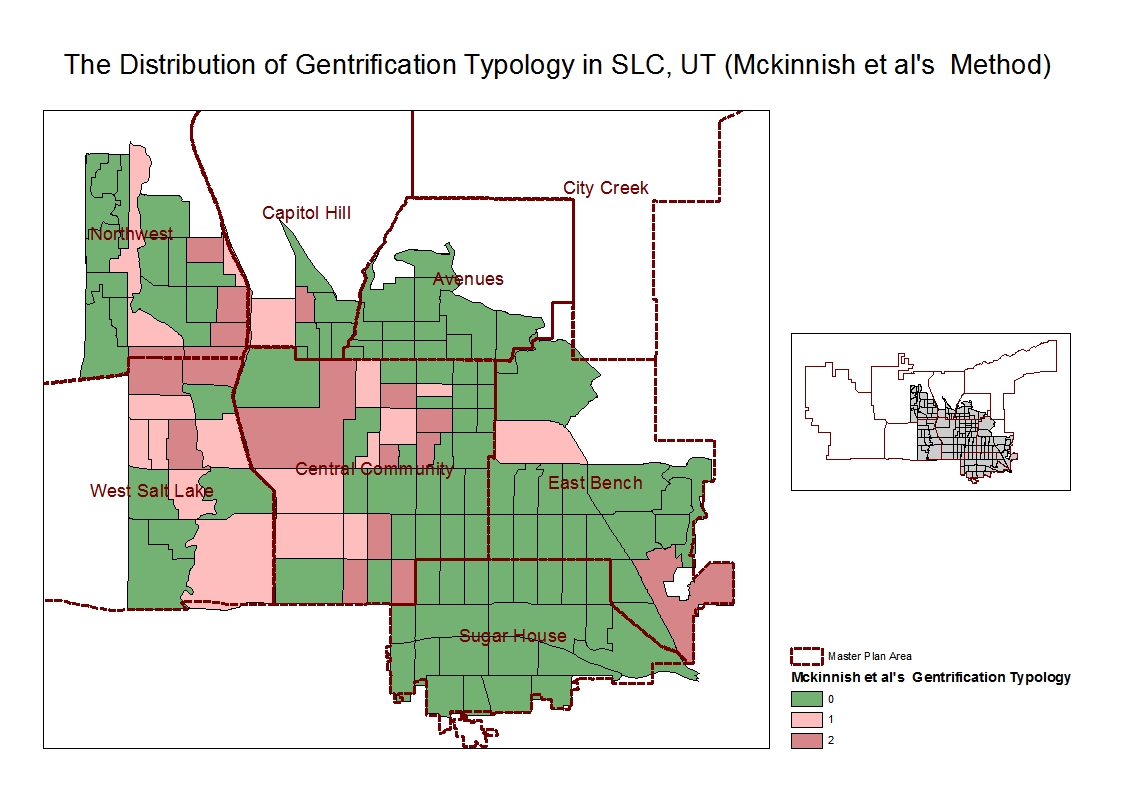 The Distribution of Gentrification Typology in SLC, UT (Mckinnish et al's  Method)
City Creek
Capitol Hill
Northwest
Avenues
Central Community
East Bench
West Salt Lake
Sugar House
Master Plan Area
Mckinnish et al's  Gentrification Typology
0
1
2